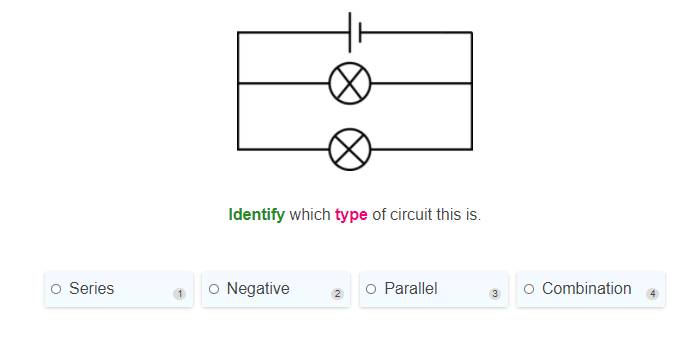 Identify which type of circuit this is.
Series 1
Negative 2
Parallel 3
Combination 4